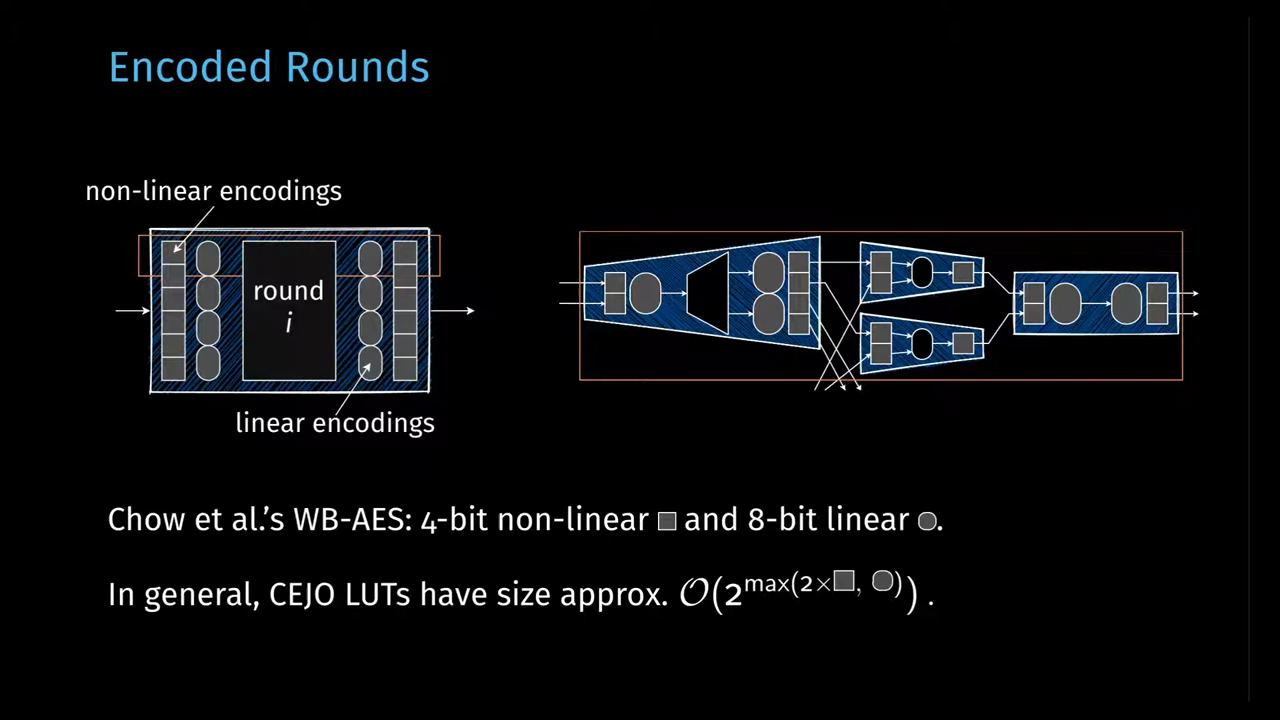 Encoded Rounds
non-linear encodings
round
i
linear encodings
Chow et al.’s WB-AES: 4-bit non-linear and 8-bit linear .
In general, CEJO LUTs have size approx. 𝒪(2^max(2×, )) .